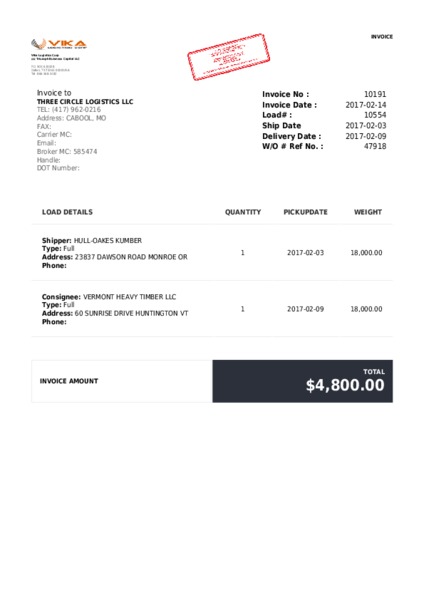 INVOICE
VIKA
Vika Logistics Corp
Invoice to
THREE CIRCLE LOGISTICS LLC
TEL: (417) 962-0216
Address: CABOOL, MO
FAX:
Carrier MC:
Email:
Broker MC: 585474
Handle:
DOT Number:
Invoice No : 10191
Invoice Date : 2017-02-14
Load# : 10554
Ship Date 2017-02-03
Delivery Date : 2017-02-09
W/O # Ref No. : 47918
LOAD DETAILS QUANTITY PICKUPDATE WEIGHT
Shipper: HULL-OAKES KUMBER
Type: Full
Address: 23837 DAWSON ROAD MONROE OR
Phone:
1 2017-02-03 18,000.00
Consignee: VERMONT HEAVY TIMBER LLC
Type: Full
Address: 60 SUNRISE DRIVE HUNTINGTON VT
Phone:
1 2017-02-09 18,000.00
INVOICE AMOUNT
TOTAL
$4,800.00